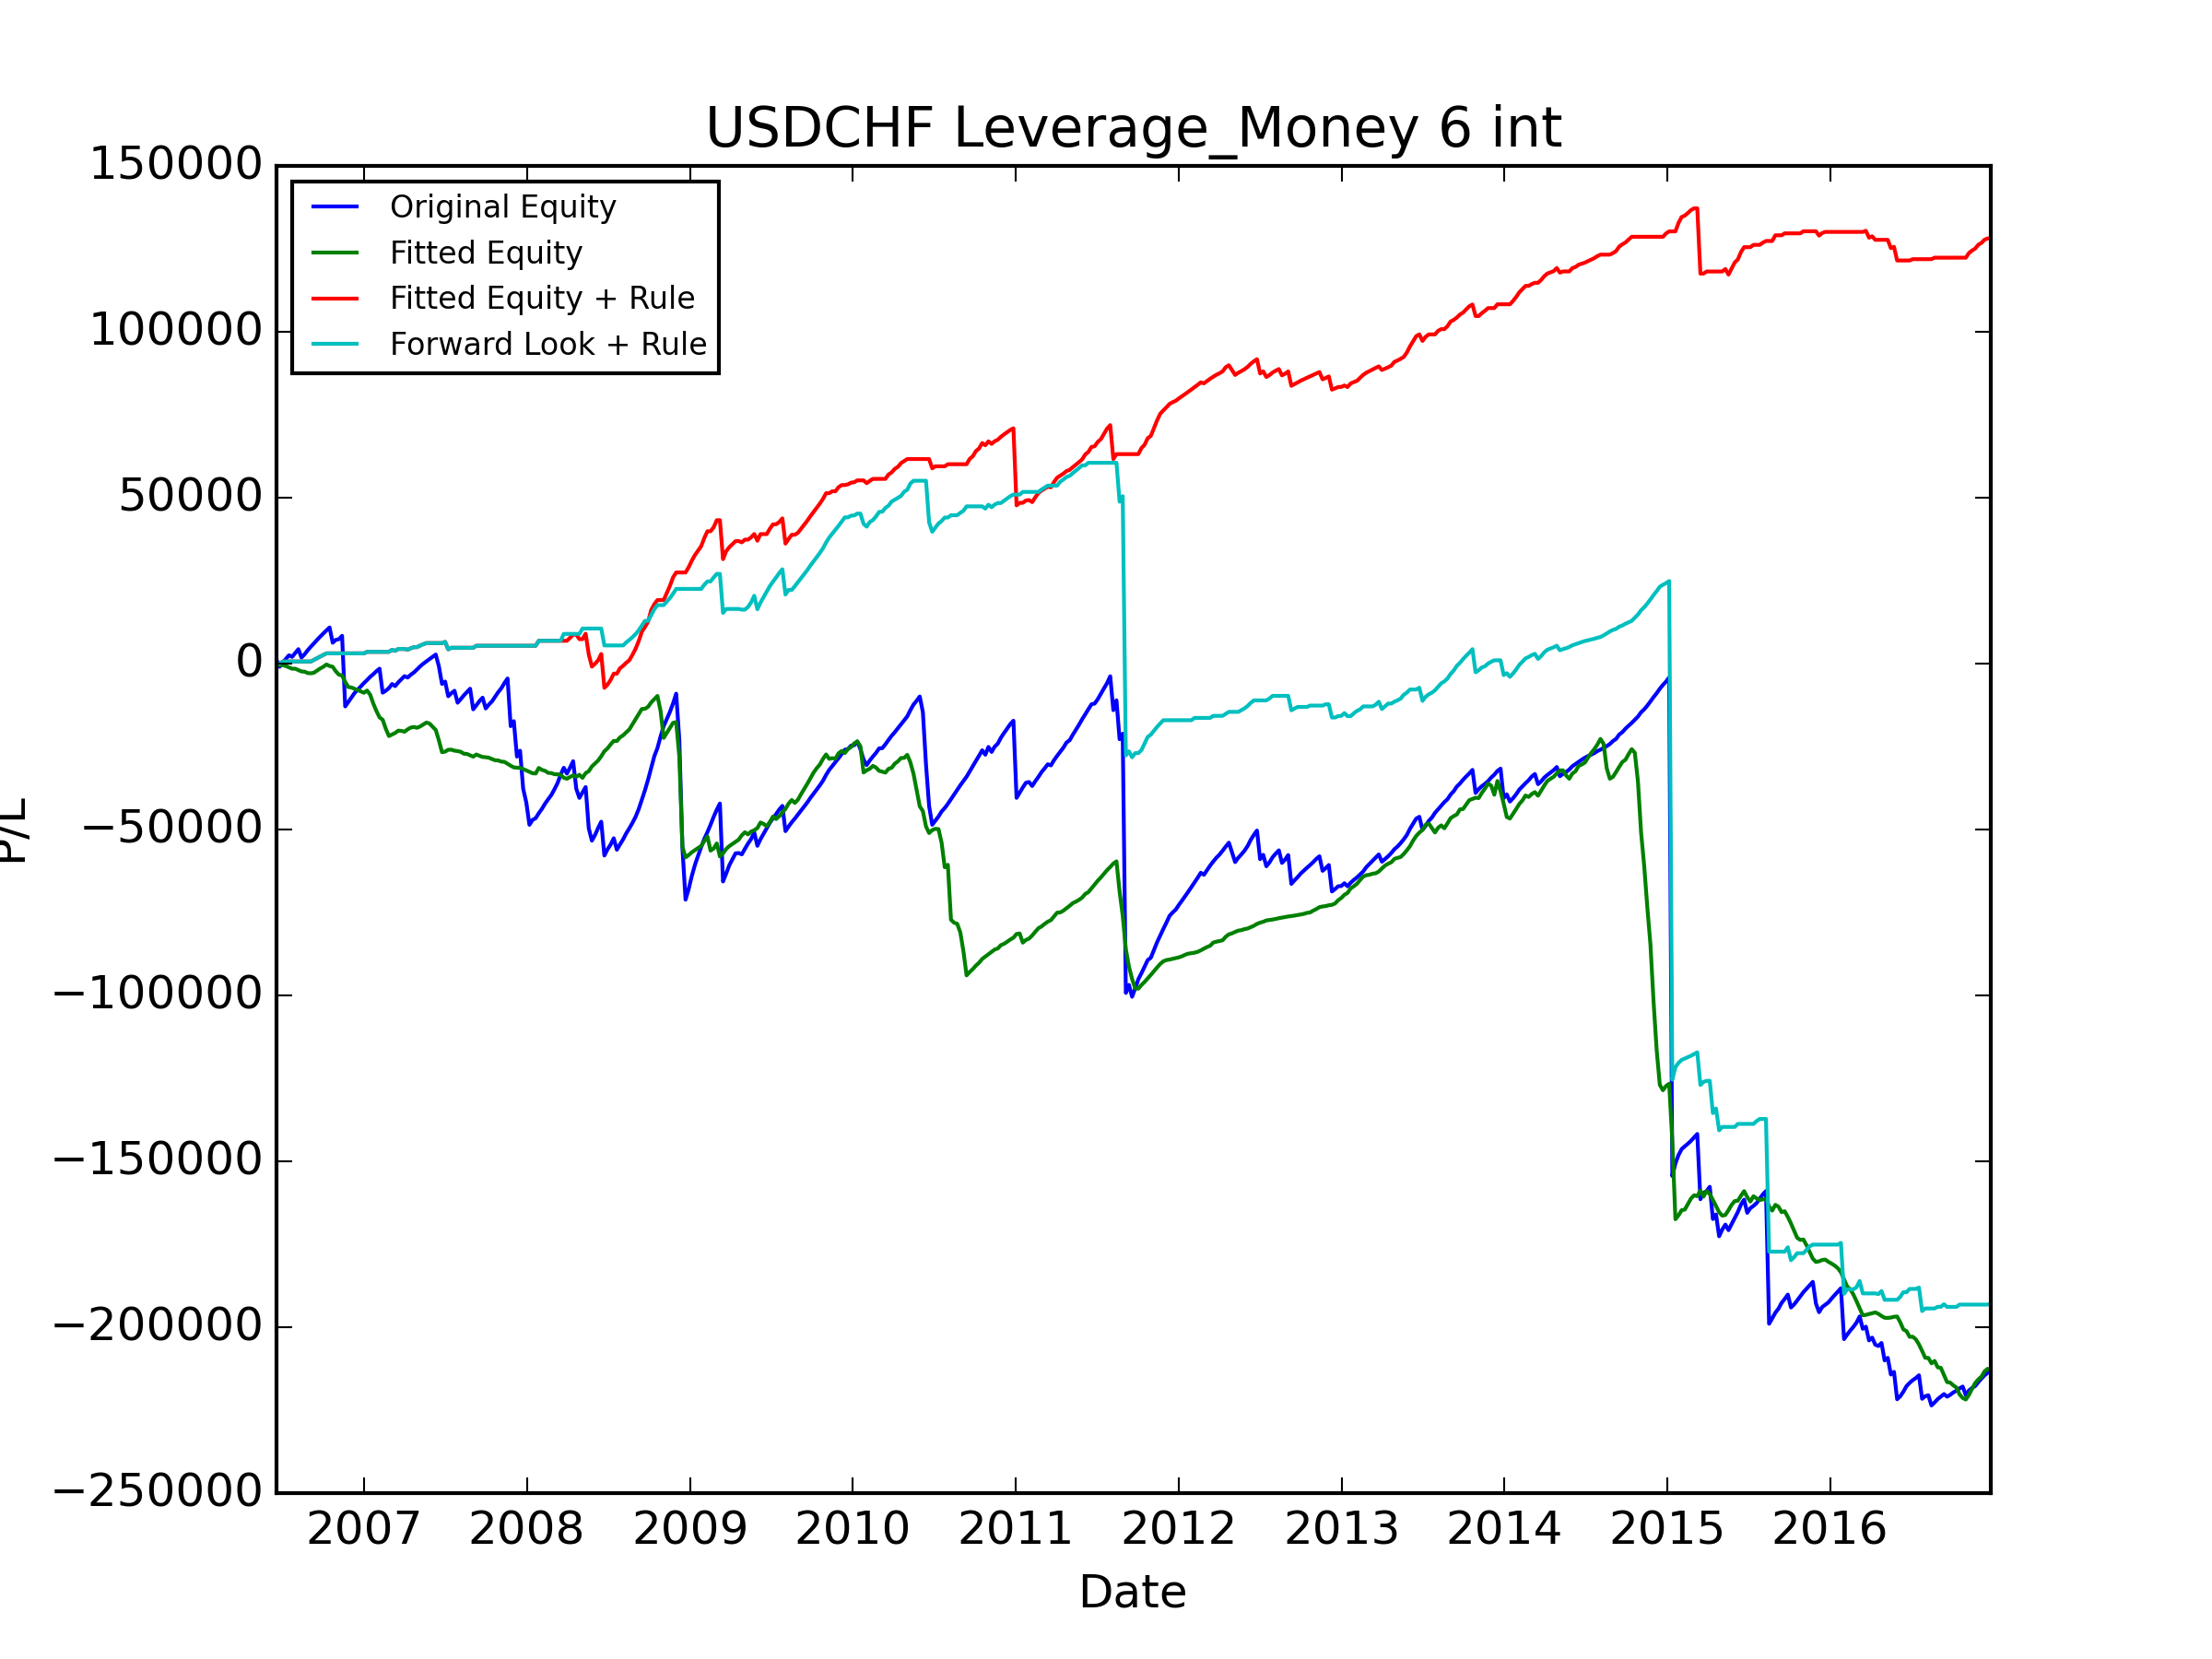 USDCHF Leverage_Money 6 int
150000
100000
50000
0
−50000
−100000
−150000
−200000
−250000
P/L
Original Equity
Fitted Equity
Fitted Equity + Rule
Forward Look + Rule
2007 2008 2009 2010 2011 2012 2013 2014 2015 2016
Date